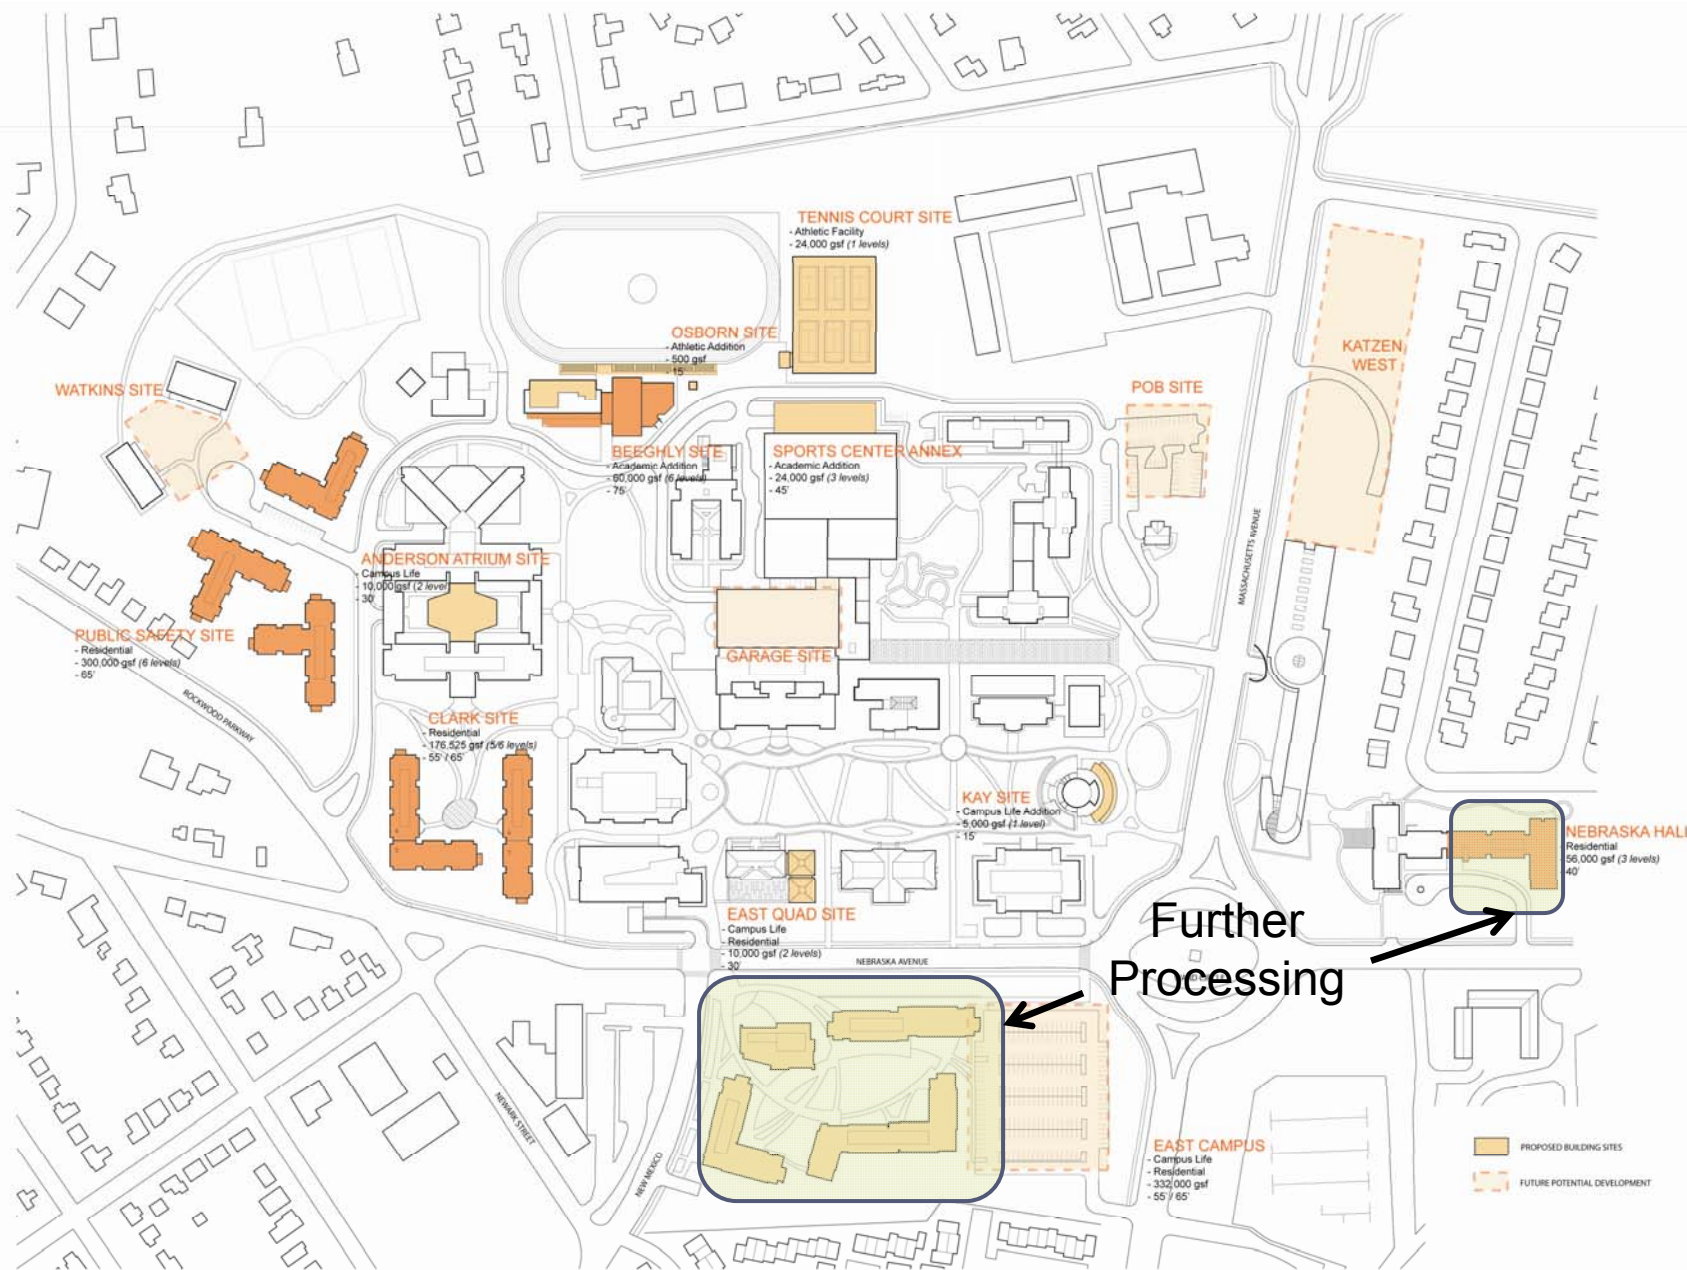 TENNIS COURT SITE
- Athletic Facility
- 24,000 gsf (1 levels)
OSBORN SITE
- Athletic Addition
- 500 gsf
- 15'
KATZEN
WEST
WATKINS SITE
POB SITE
BEEGHLY SITE
- Academic Addition
- 60,000 gsf (6 levels)
- 75'
SPORTS CENTER ANNEX
- Academic Addition
- 24,000 gsf (3 levels)
- 45'
MASSACHUSETTS AVENUE
ANDERSON ATRIUM SITE
- Campus Life
- 10,000 gsf (2 level
- 30'
PUBLIC SAFETY SITE
- Residential
- 300,000 gsf (6 levels)
- 65'
GARAGE SITE
ROCKWOOD PARKWAY
CLARK SITE
- Residential
- 176,525 gsf (5/6 levels)
- 55' / 65'
KAY SITE
- Campus Life Addition
- 5,000 gsf (1 level)
- 15'
NEBRASKA HALL
Residential
56,000 gsf (3 levels)
40'
EAST QUAD SITE
- Campus Life
- Residential
- 10,000 gsf (2 levels)
- 30'
NEBRASKA AVENUE
Further
Processing
NEWARK STREET
NEW MEXICO
EAST CAMPUS
- Campus Life
- Residential
- 332,000 gsf
- 55' / 65'
PROPOSED BUILDING SITES
FUTURE POTENTIAL DEVELOPMENT